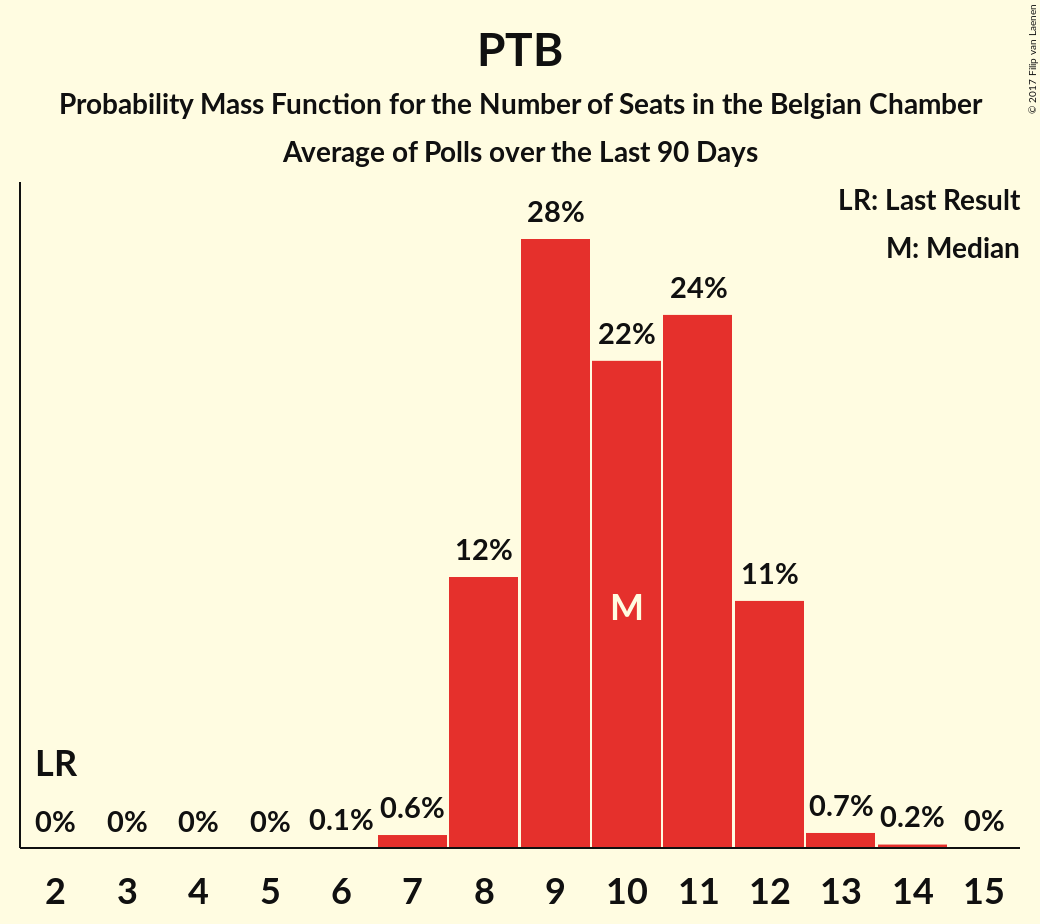 PTB
Probability Mass Function for the Number of Seats in the Belgian Chamber
Average of Polls over the Last 90 Days
© 2017 Filip van Laenen
LR: Last Result
M: Median
28%
24%
22%
12%
11%
M
LR
0% 0% 0% 0% 0.1% 0.6% 0.7% 0.2% 0%
2 3 4 5 6 7 8 9 10 11 12 13 14 15